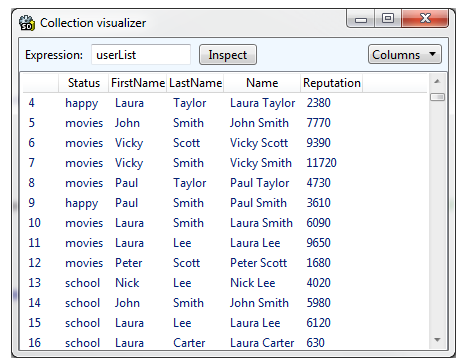 SD
Collection visualizer
Expression: userList Inspect Columns
Status FirstName LastName Name Reputation
4 happy Laura Taylor Laura Taylor 2380
5 movies John Smith John Smith 7770
6 movies Vicky Scott Vicky Scott 9390
7 movies Vicky Smith Vicky Smith 11720
8 movies Paul Taylor Paul Taylor 4730
9 happy Paul Smith Paul Smith 3610
10 movies Laura Smith Laura Smith 6090
11 movies Laura Lee Laura Lee 9650
12 movies Peter Scott Peter Scott 1680
13 school Nick Lee Nick Lee 4020
14 school John Smith John Smith 5980
15 school Laura Lee Laura Lee 6120
16 school Laura Carter Laura Carter 630